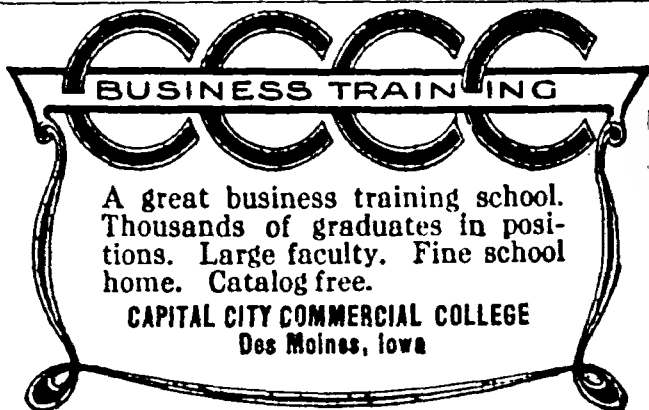 CCCC
BUSINESS TRAINING
A great business training school.
Thousands of graduates in posi-
tions. Large faculty. Fine school
home. Catalog free.
CAPITAL CITY COMMERCIAL COLLEGE
Des Moines, Iowa